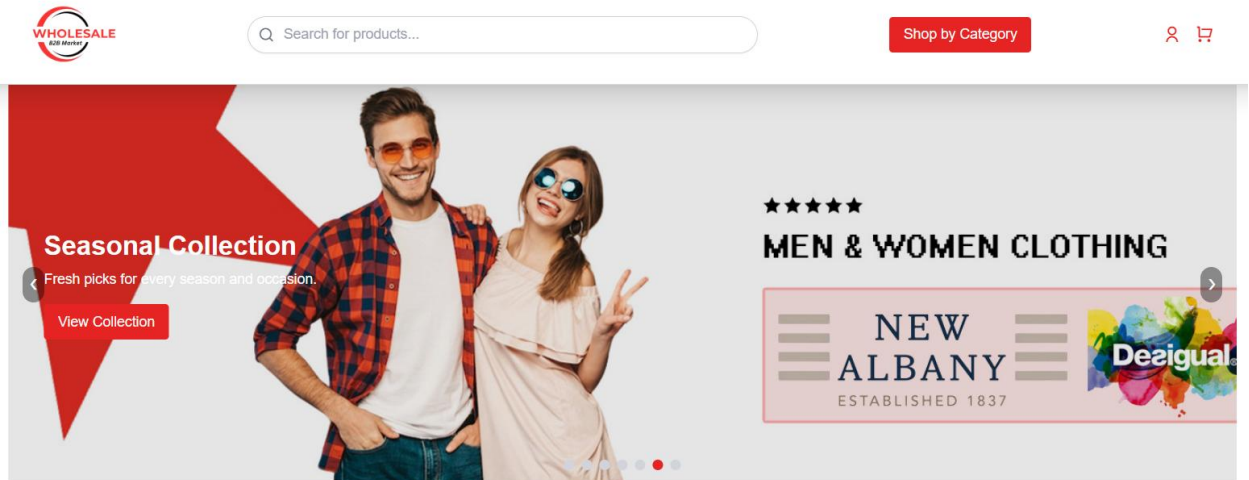 WHOLESALE
B2B Market
Search for products...
Shop by Category
Seasonal Collection
Fresh picks for every season and occasion.
View Collection
★★★★★
MEN & WOMEN CLOTHING
NEW
ALBANY
ESTABLISHED 1837
Desigual.